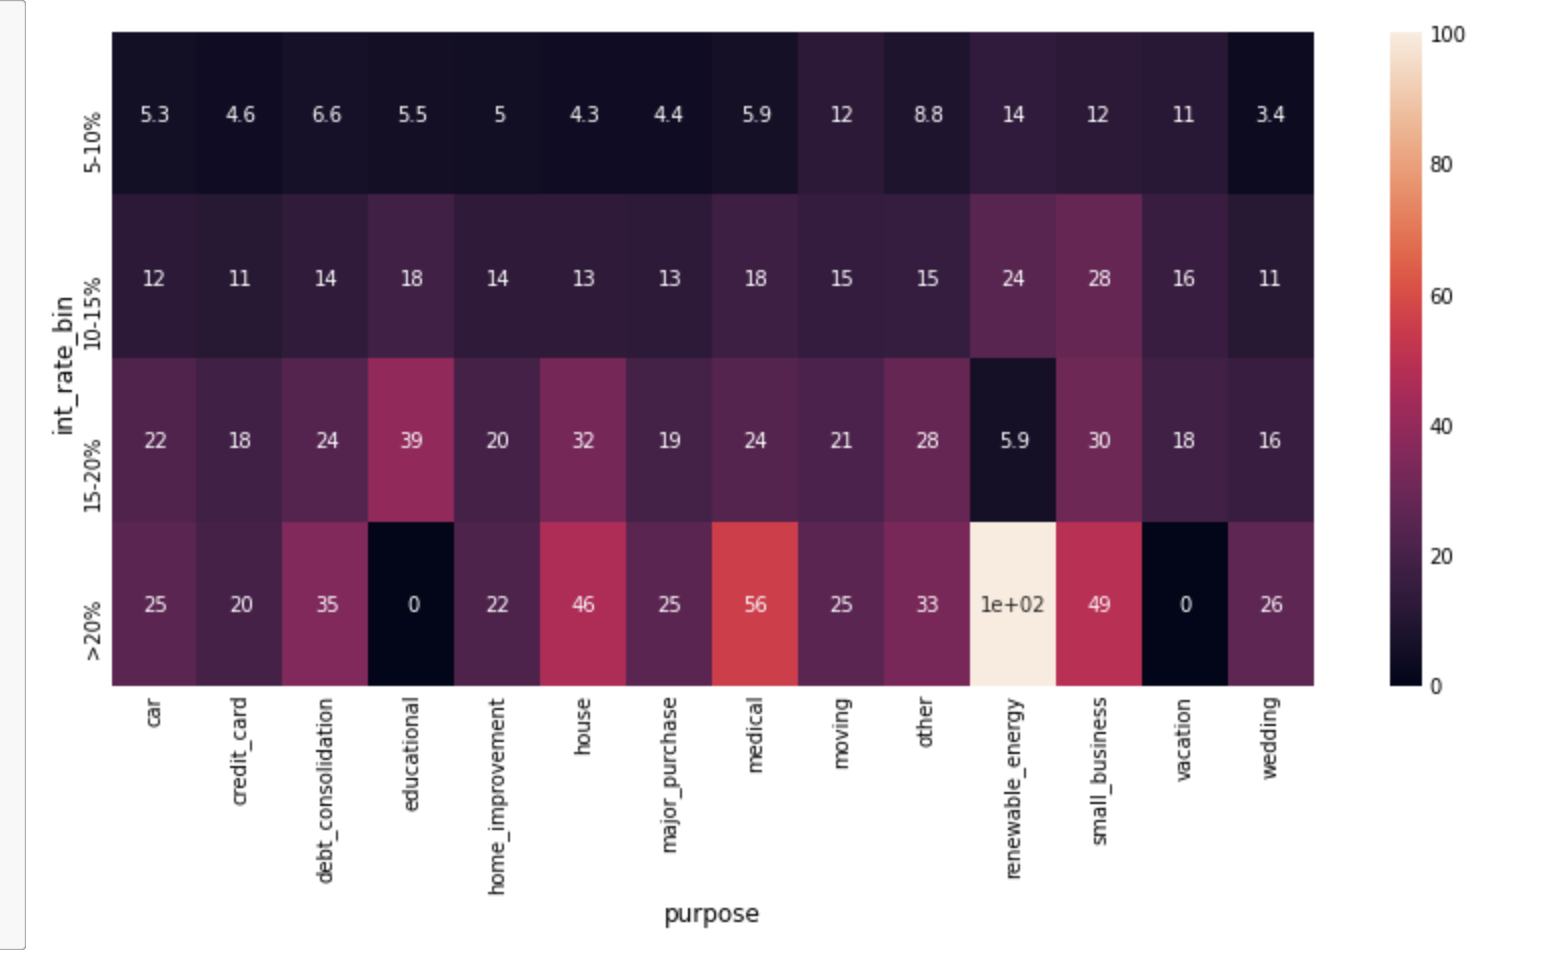 5.3 4.6 6.6 5.5 5 4.3 4.4 5.9 12 8.8 14 12 11 3.4
12 11 14 18 14 13 13 18 15 15 24 28 16 11
22 18 24 39 20 32 19 24 21 28 5.9 30 18 16
25 20 35 0 22 46 25 56 25 33 1e+02 49 0 26
5-10%
10-15%
15-20%
>20%
int_rate_bin
car
credit_card
debt_consolidation
educational
home_improvement
house
major_purchase
medical
moving
other
renewable_energy
small_business
vacation
wedding
purpose
100
80
60
40
20
0